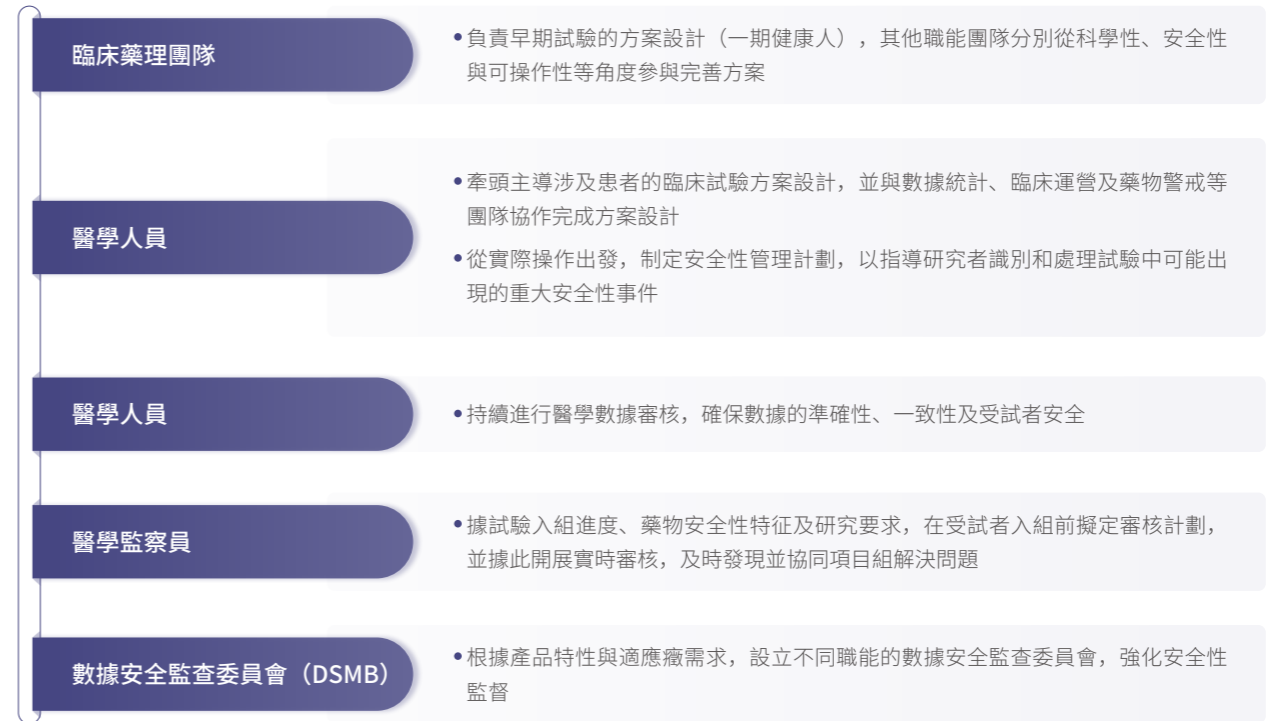 臨床藥理團隊
•負責早期試驗的方案設計（一期健康人），其他職能團隊分別從科學性、安全性
與可操作性等角度參與完善方案
醫學人員
•牽頭主導涉及患者的臨床試驗方案設計，並與數據統計、臨床運營及藥物警戒等
團隊協作完成方案設計
•從實際操作出發，制定安全性管理計劃，以指導研究者識別和處理試驗中可能出
現的重大安全性事件
醫學人員
•持續進行醫學數據審核，確保數據的準確性、一致性及受試者安全
醫學監察員
•據試驗入組進度、藥物安全性特征及研究要求，在受試者入組前擬定審核計劃，
並據此開展實時審核，及時發現並協同項目組解決問題
數據安全監查委員會（DSMB）
•根據產品特性與適應癥需求，設立不同職能的數據安全監查委員會，強化安全性
監督